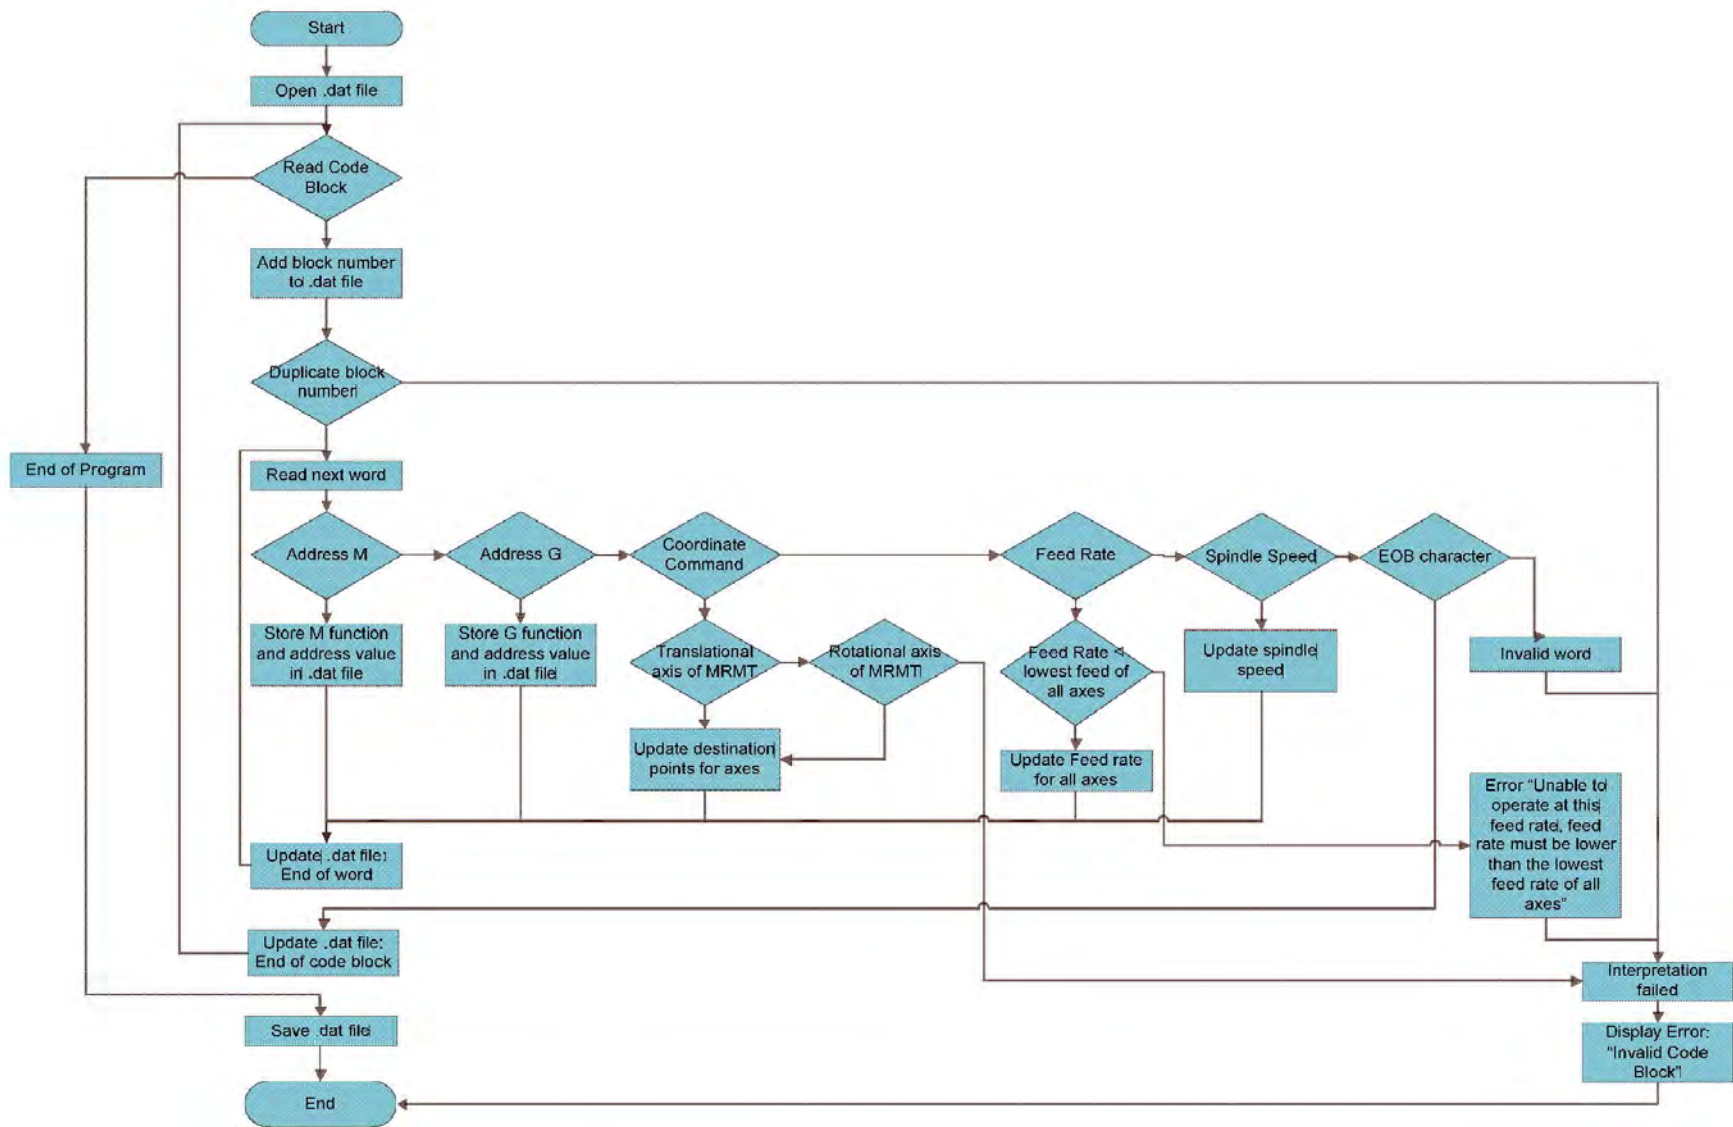 Start
Open .dat file
Read Code
Block
Add block number
to .dat file
Duplicate block
number
End of Program
Read next word
Address M
Address G
Coordinate
Command
Feed Rate
Spindle Speed
EOB character
Store M function
and address value
in .dat file
Store G function
and address value
in .dat file
Translational
axis of MRMT
Rotational axis
of MRMT
Feed Rate <
lowest feed of
all axes
Update spindle
speed
Invalid word
Update destination
points for axes
Update Feed rate
for all axes
Error "Unable to
operate at this
feed rate, feed
rate must be lower
than the lowest
feed rate of all
axes"
Update .dat file:
End of word
Update .dat file:
End of code block
Interpretation
failed
Save .dat file
Display Error:
"Invalid Code
Block"
End